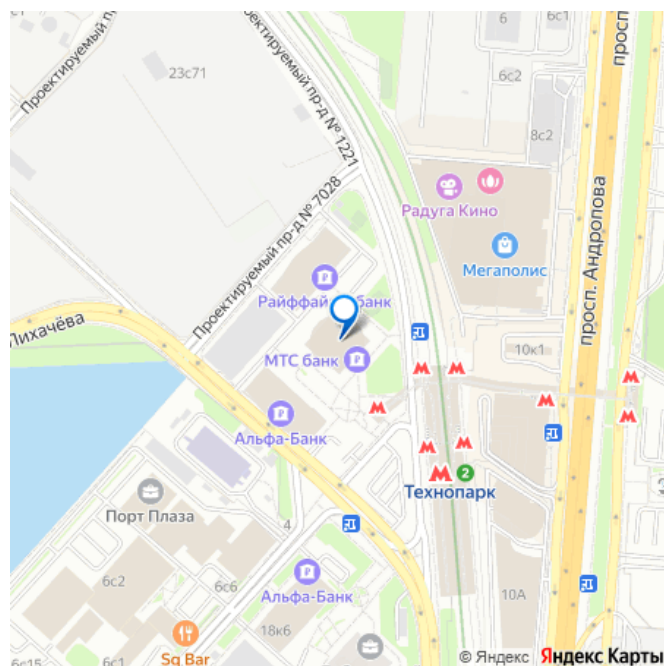 Проектируемый пр
6
6с1
просп.
23с71
6с2
8с2
Проектируемый пр-д № 1221
Проектируемый пр-д № 7028
Радуга Кино
Мегаполис
просп. Андропова
Райффай банк
Лихачёва
МТС банк
10к1
Альфа-Банк
2
Технопарк
Порт Плаза
4
6с2
6с6
Альфа-Банк
10А
18к6
Sq Bar
6с15
6с1
© Яндекс Яндекс Карты